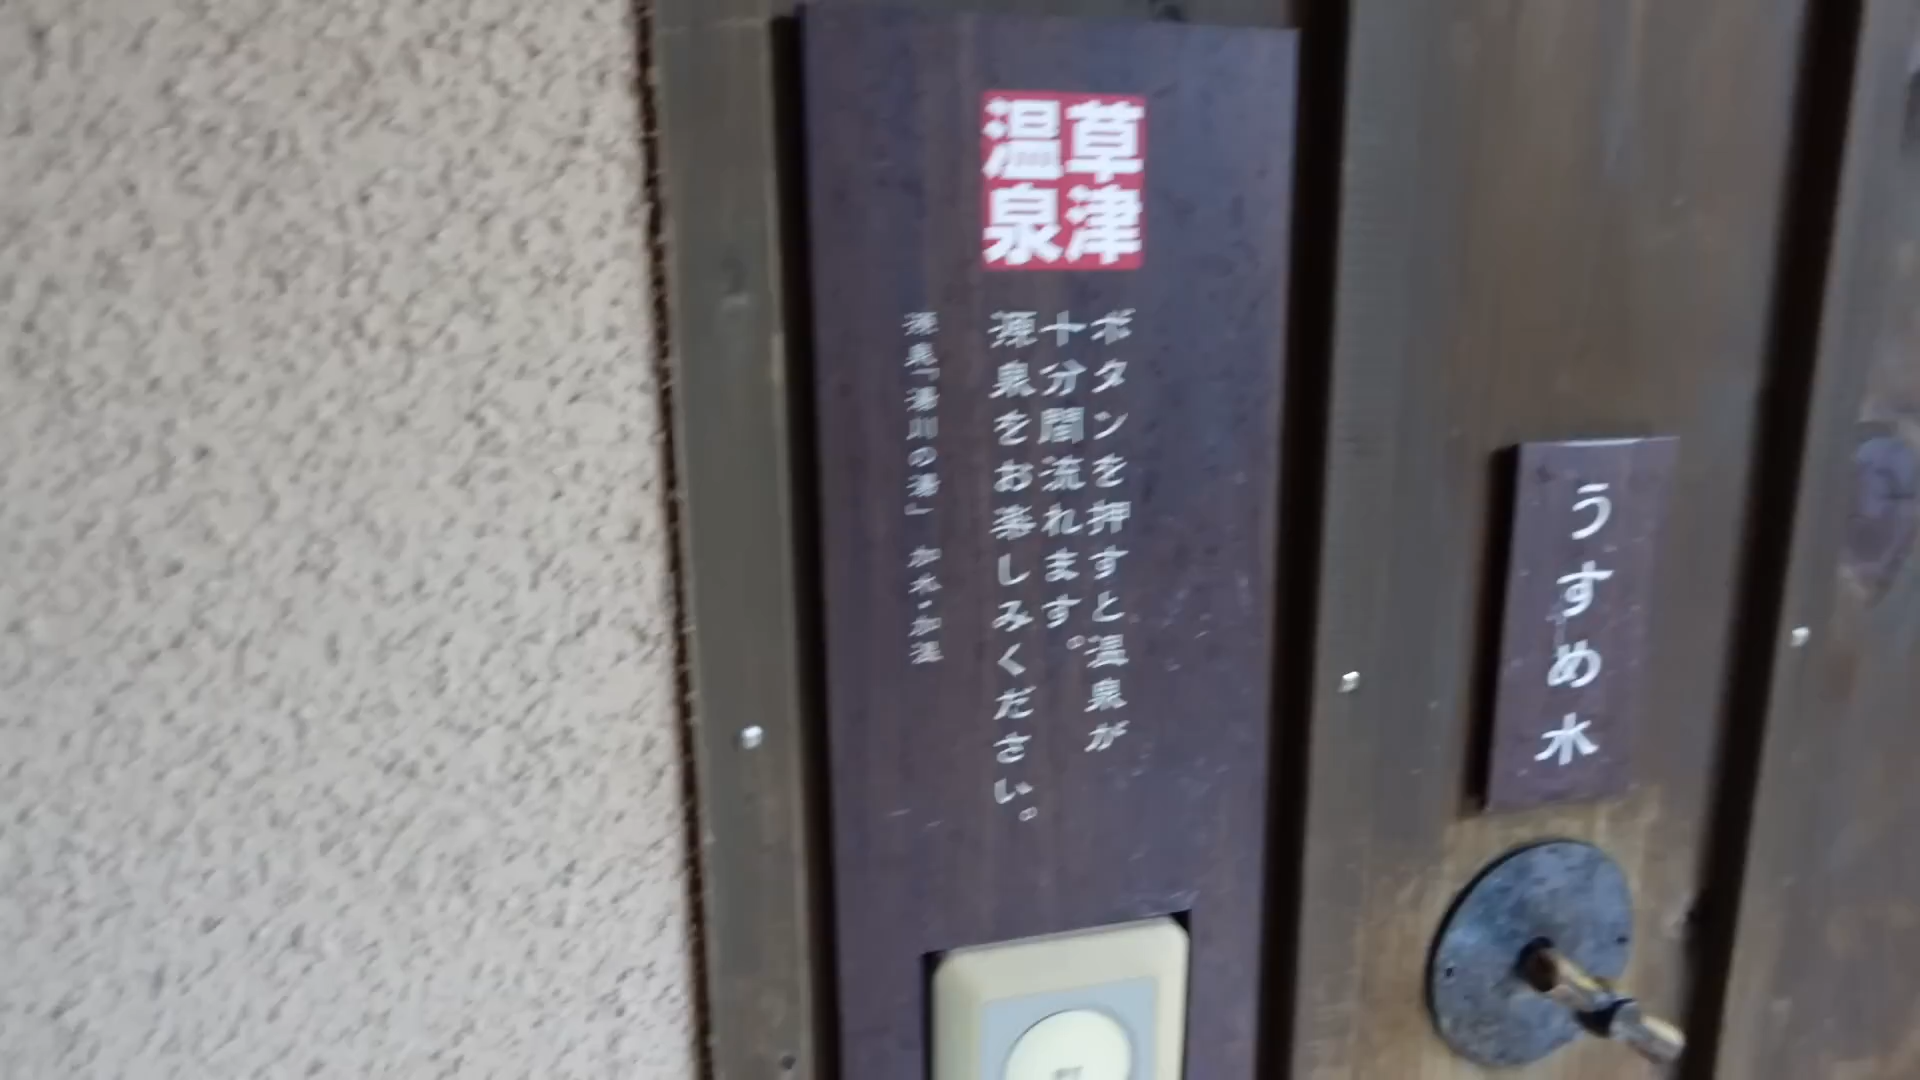 草津
温泉
ボタンを押すと温泉が
十分間流れます。
源泉をお楽しみください。
源泉『湯川の湯』 加水・加温
うすめ水